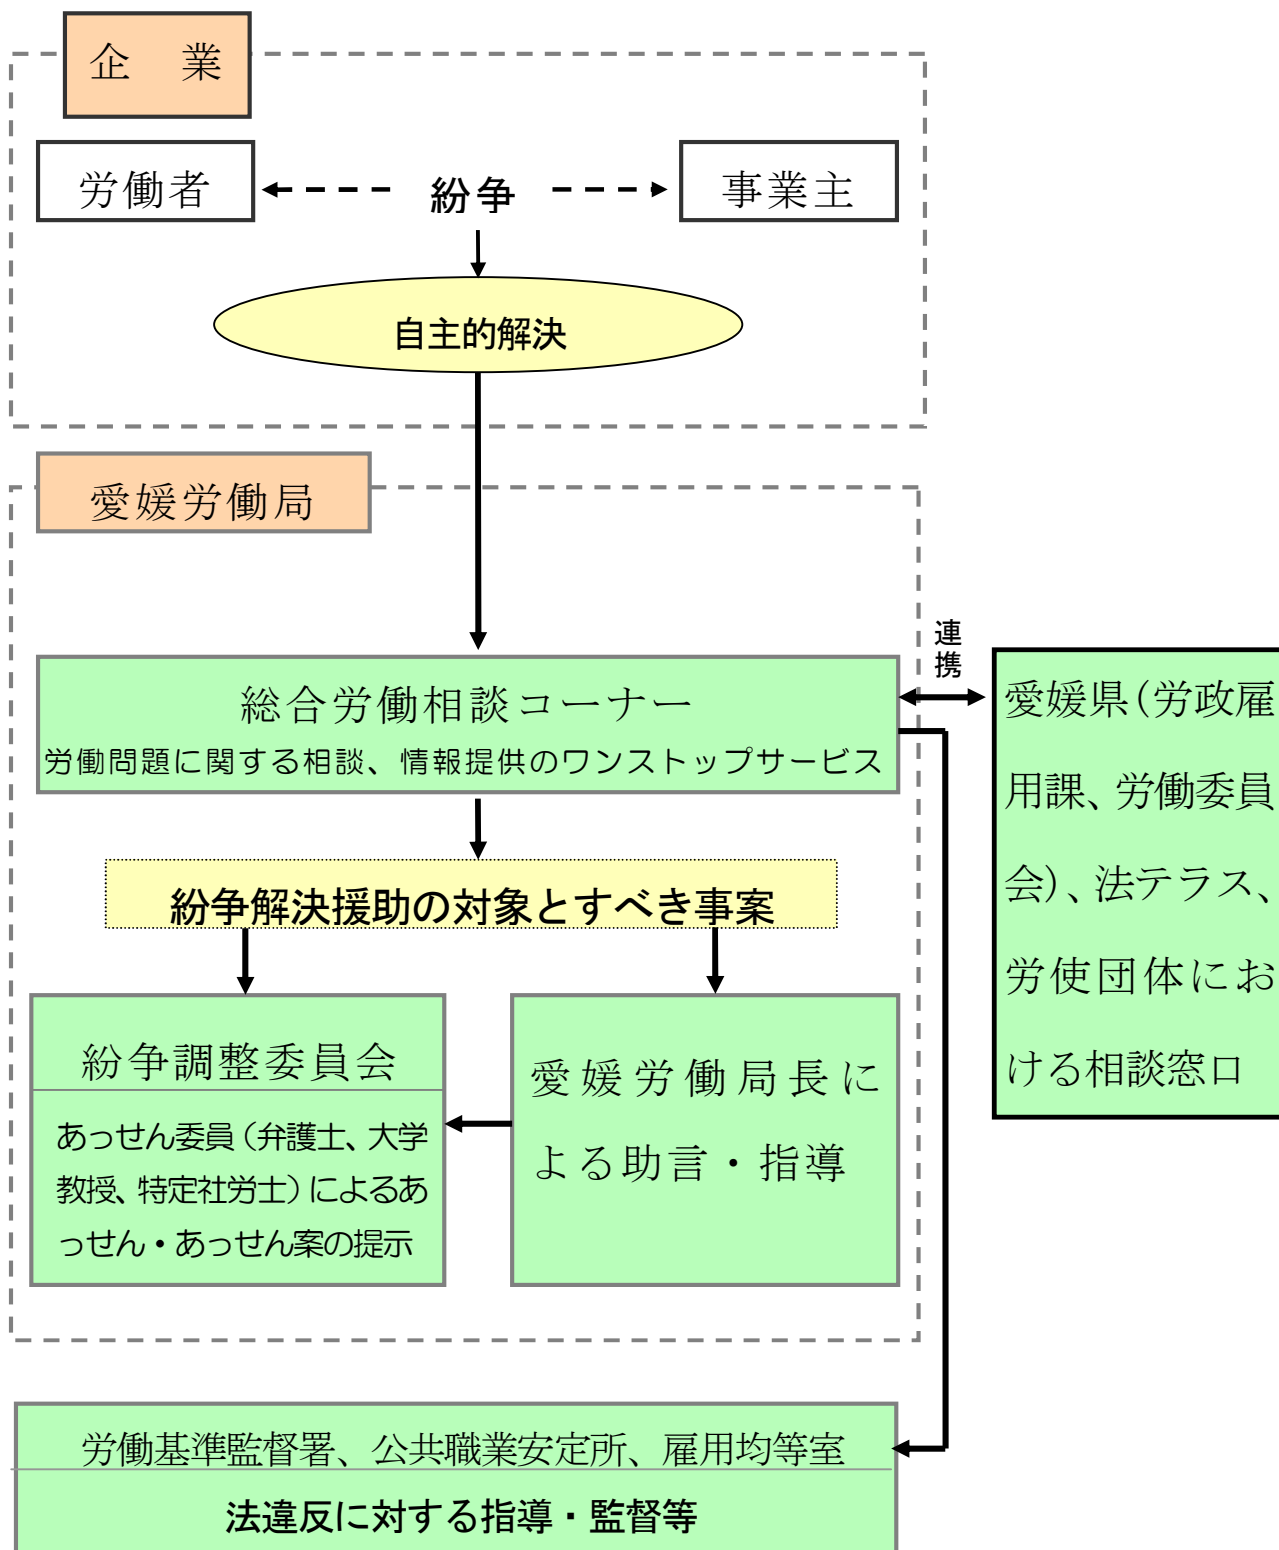 企　業
労働者
紛争
事業主
自主的解決
愛媛労働局
連
携
総合労働相談コーナー
労働問題に関する相談、情報提供のワンストップサービス
愛媛県（労政雇
用課、労働委員
会）、法テラス、
労使団体にお
ける相談窓口
紛争解決援助の対象とすべき事案
紛争調整委員会
あっせん委員（弁護士、大学
教授、特定社労士）によるあ
っせん・あっせん案の提示
愛媛労働局長に
よる助言・指導
労働基準監督署、公共職業安定所、雇用均等室
法違反に対する指導・監督等